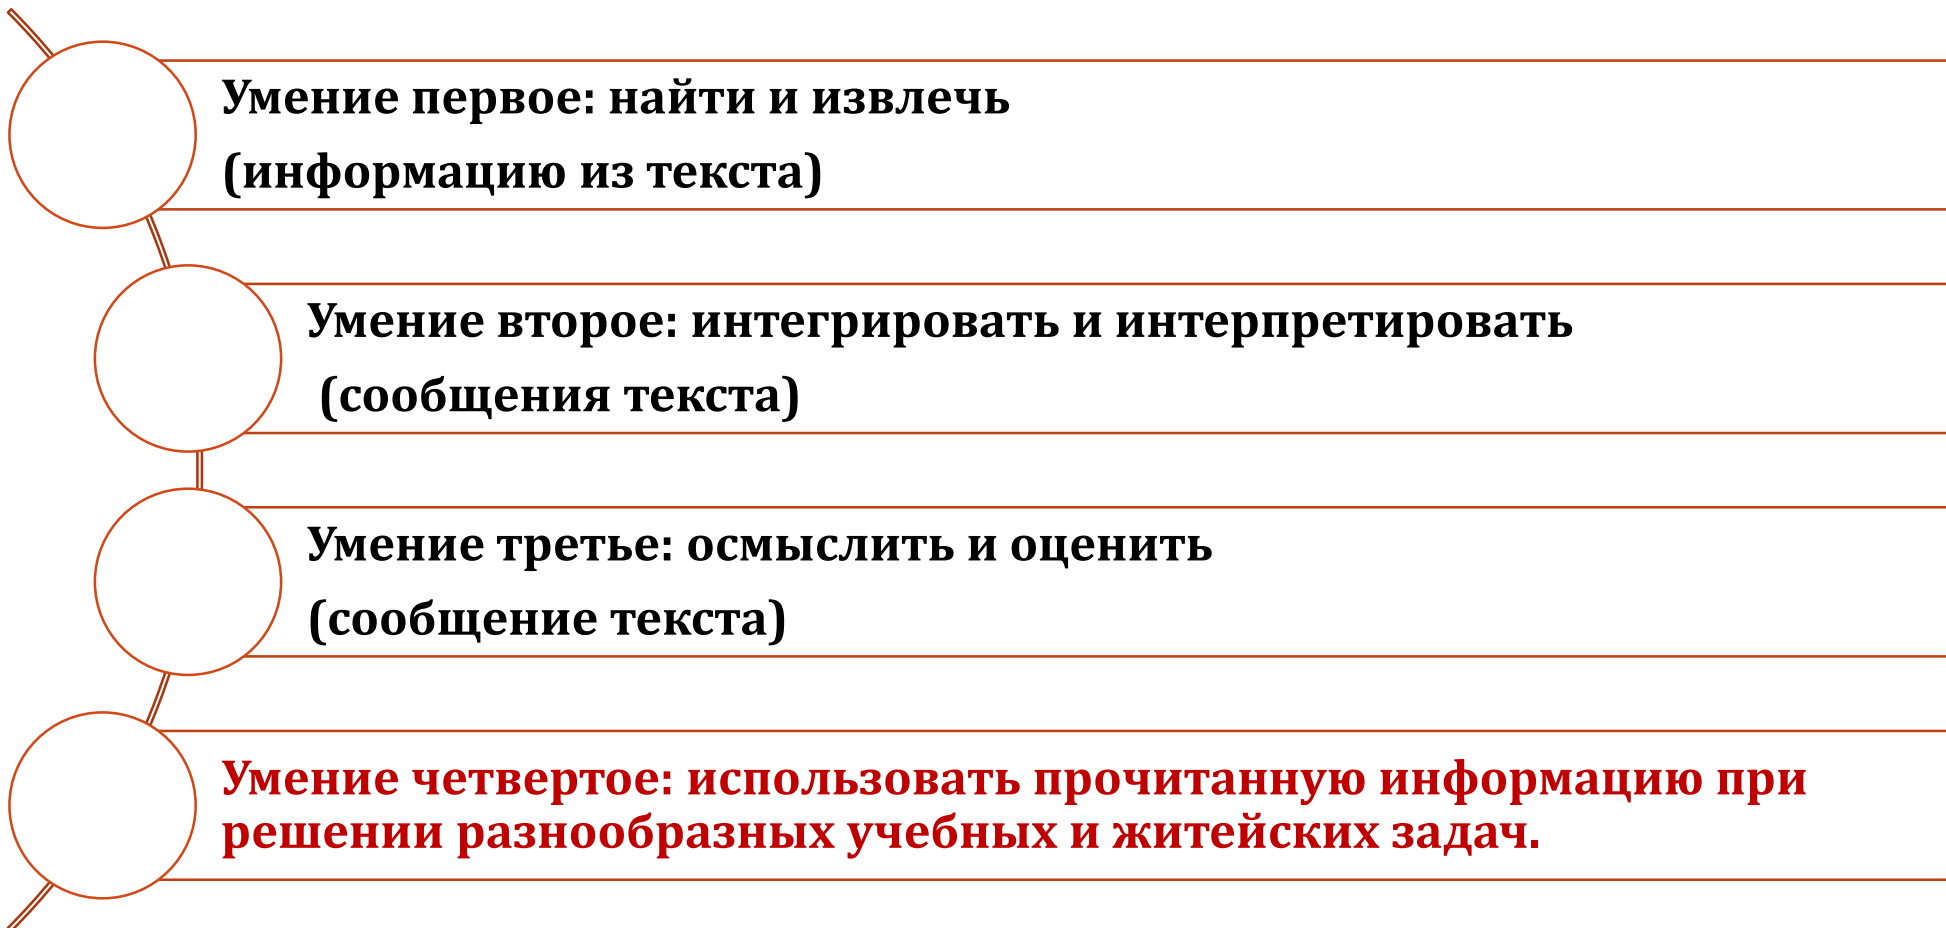 Умение первое: найти и извлечь
(информацию из текста)
Умение второе: интегрировать и интерпретировать
(сообщения текста)
Умение третье: осмыслить и оценить
(сообщение текста)
Умение четвертое: использовать прочитанную информацию при
решении разнообразных учебных и житейских задач.